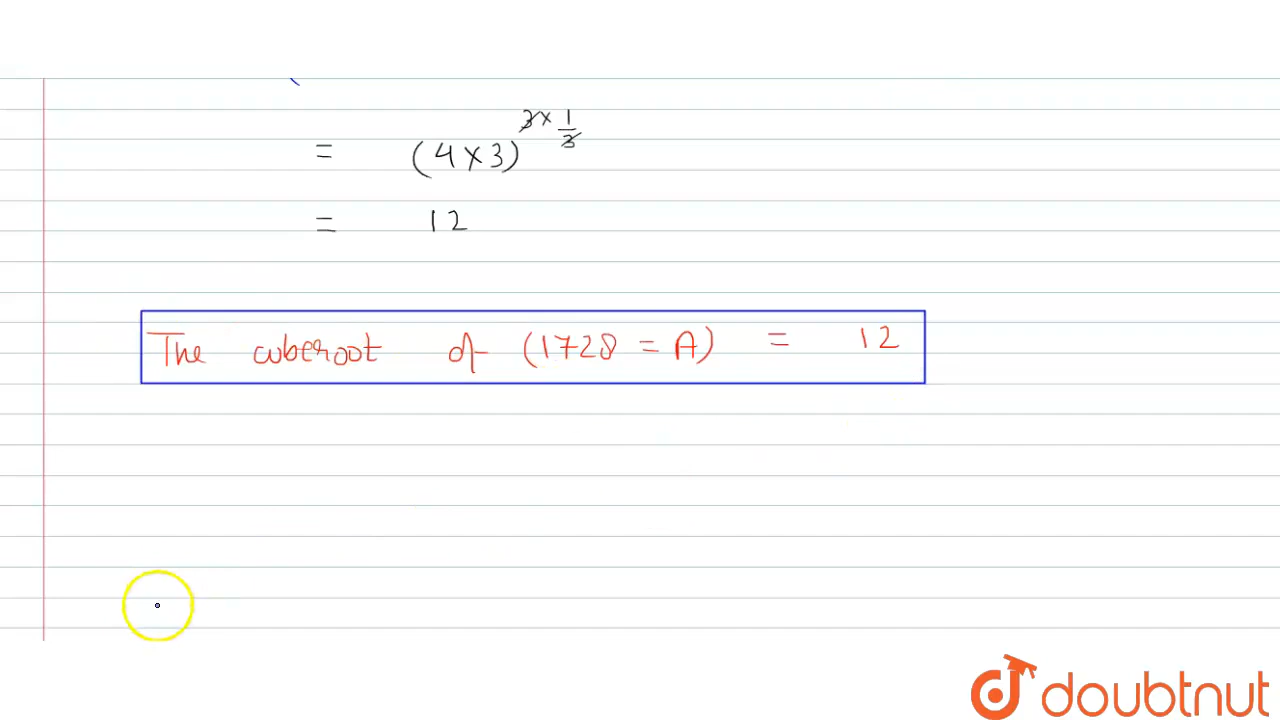 = (4×3)^(3×1/3)
= 12
The cuberoot of (1728 = A) = 12
doubtnut